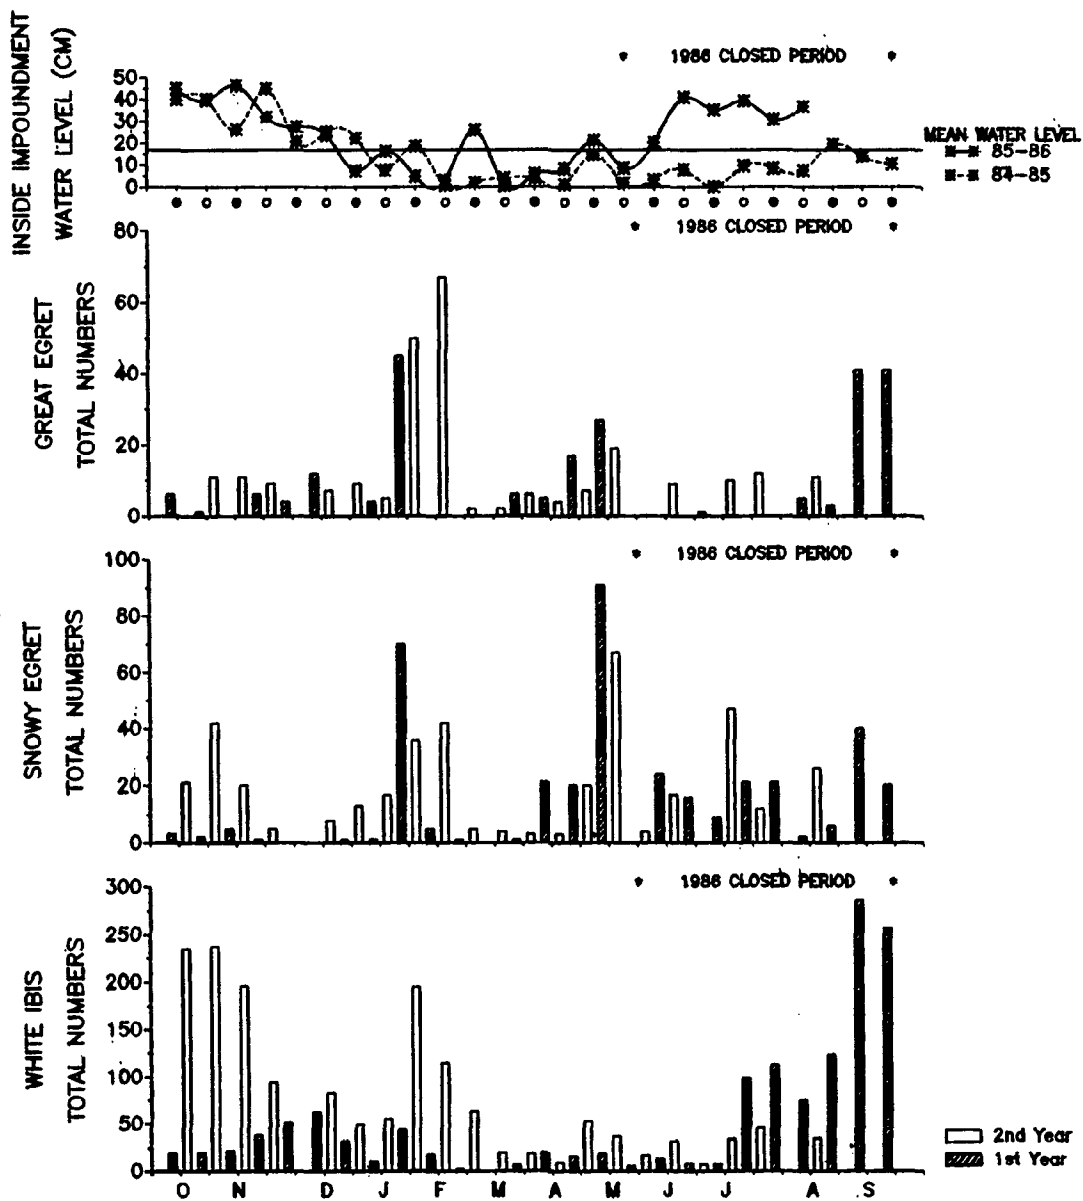 INSIDE IMPOUNDMENT
WATER LEVEL (CM)
50
40
30
20
10
0
* 1986 CLOSED PERIOD *
MEAN WATER LEVEL
85-86
84-85
GREAT EGRET
TOTAL NUMBERS
80
60
40
20
0
* 1986 CLOSED PERIOD *
SNOWY EGRET
TOTAL NUMBERS
100
80
60
40
20
0
* 1986 CLOSED PERIOD *
WHITE IBIS
TOTAL NUMBERS
300
250
200
150
100
50
0
* 1986 CLOSED PERIOD *
2nd Year
1st Year
O N D J F M A M J J A S